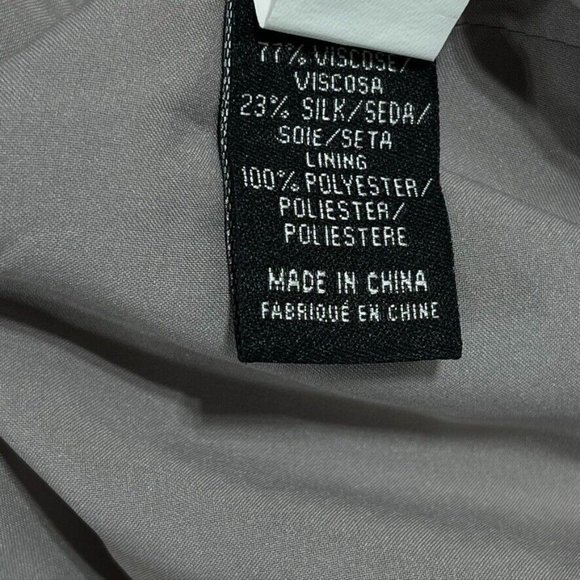 77% VISCOSE/
VISCOSA
23% SILK/SEDA/
SOIE/SETA
LINING
100% POLYESTER/
POLIESTER/
POLIESTERE
MADE IN CHINA
FABRIQUÉ EN CHINE